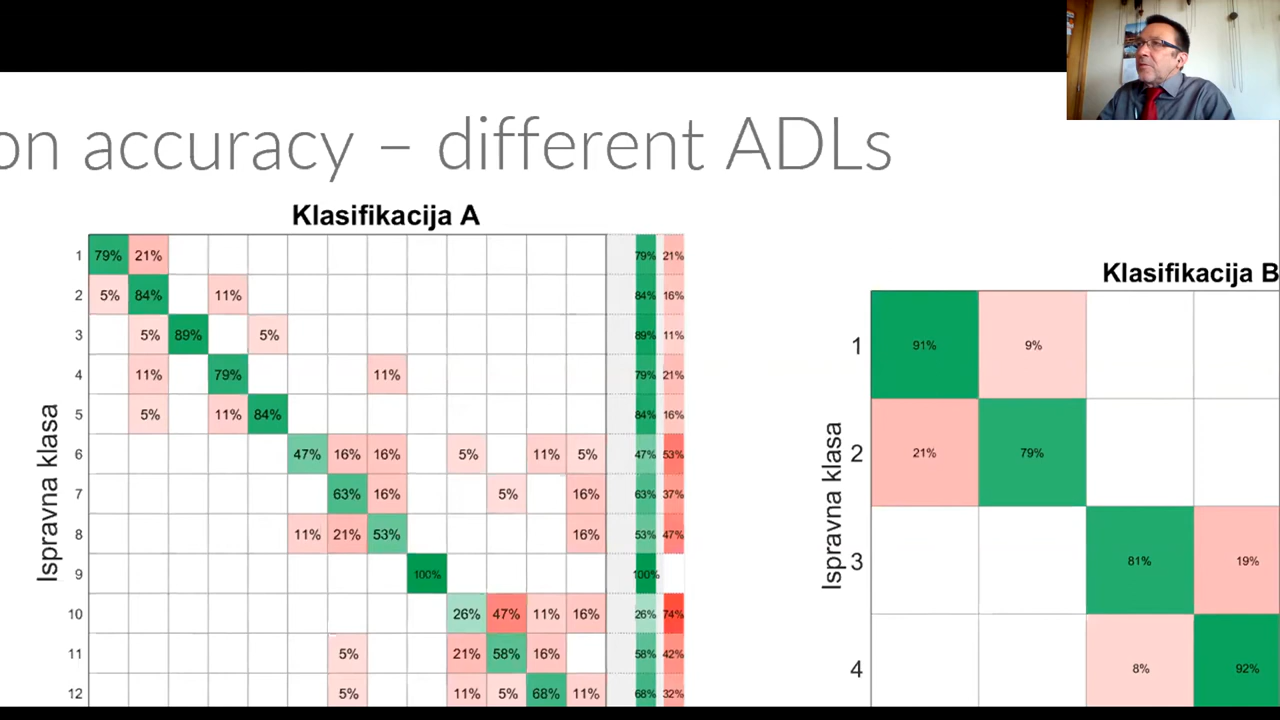 on accuracy – different ADLs
Klasifikacija A
Ispravna klasa
1 79% 21% 79% 21%
2 5% 84% 11% 84% 16%
3 5% 89% 5% 89% 11%
4 11% 79% 11% 79% 21%
5 5% 11% 84% 84% 16%
6 47% 16% 16% 5% 11% 5% 47% 53%
7 63% 16% 5% 16% 63% 37%
8 11% 21% 53% 16% 53% 47%
9 100% 100%
10 26% 47% 11% 16% 26% 74%
11 5% 21% 58% 16% 58% 42%
12 5% 11% 5% 68% 11% 68% 32%
Klasifikacija B
Ispravna klasa
1 91% 9%
2 21% 79%
3 81% 19%
4 8% 92%